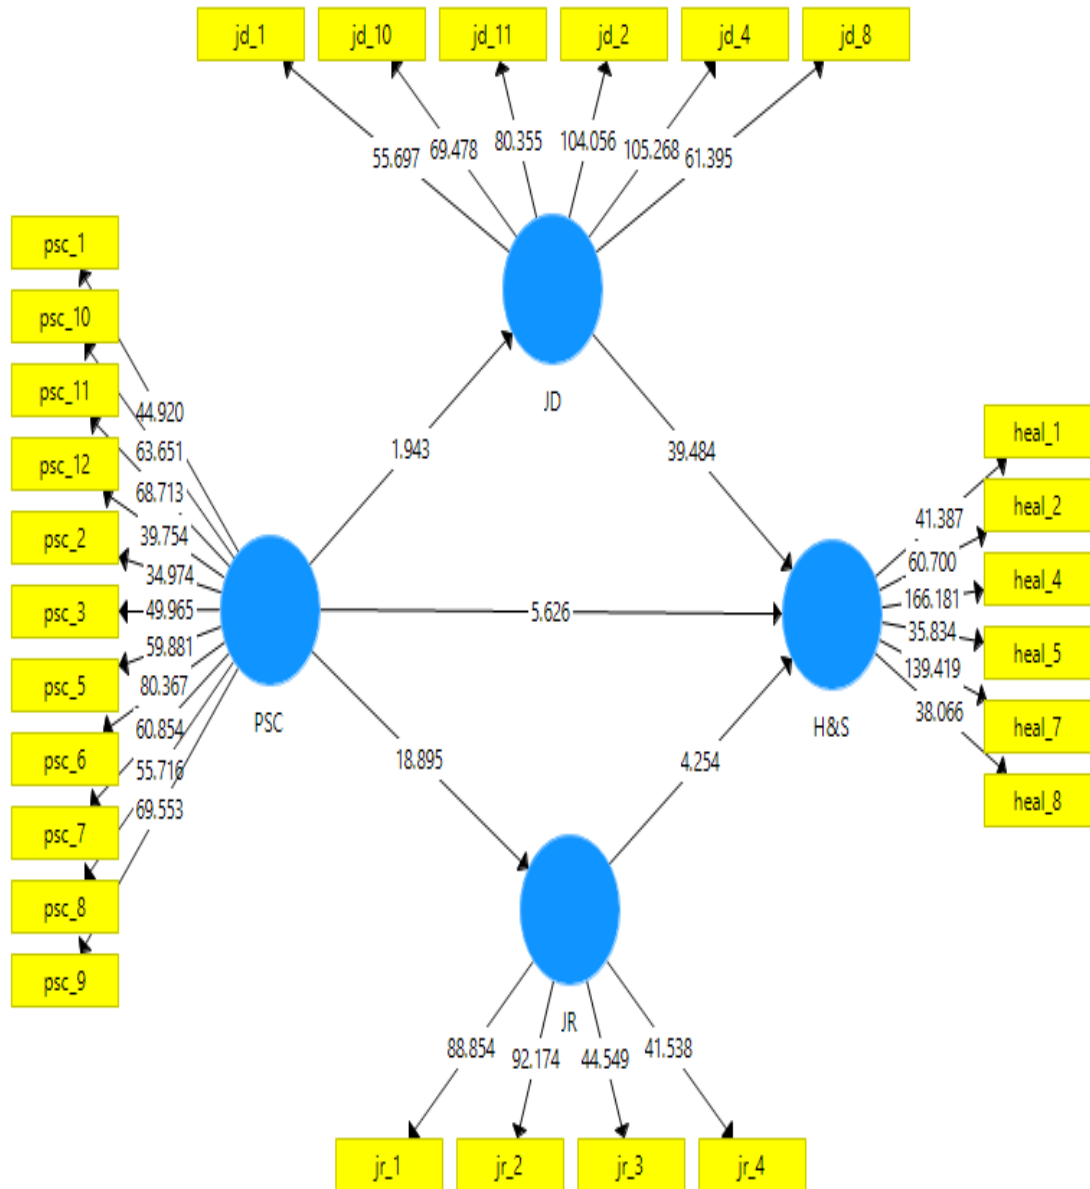 jd_1
jd_10
jd_11
jd_2
jd_4
jd_8
55.697
69.478
80.355
104.056
105.268
61.395
psc_1
psc_10
psc_11
psc_12
psc_2
psc_3
psc_5
psc_6
psc_7
psc_8
psc_9
44.920
63.651
68.713
39.754
34.974
49.965
59.881
80.367
60.854
55.716
69.553
PSC
JD
1.943
39.484
5.626
18.895
4.254
H&S
JR
heal_1
heal_2
heal_4
heal_5
heal_7
heal_8
41.387
60.700
166.181
35.834
139.419
38.066
88.854
92.174
44.549
41.538
jr_1
jr_2
jr_3
jr_4